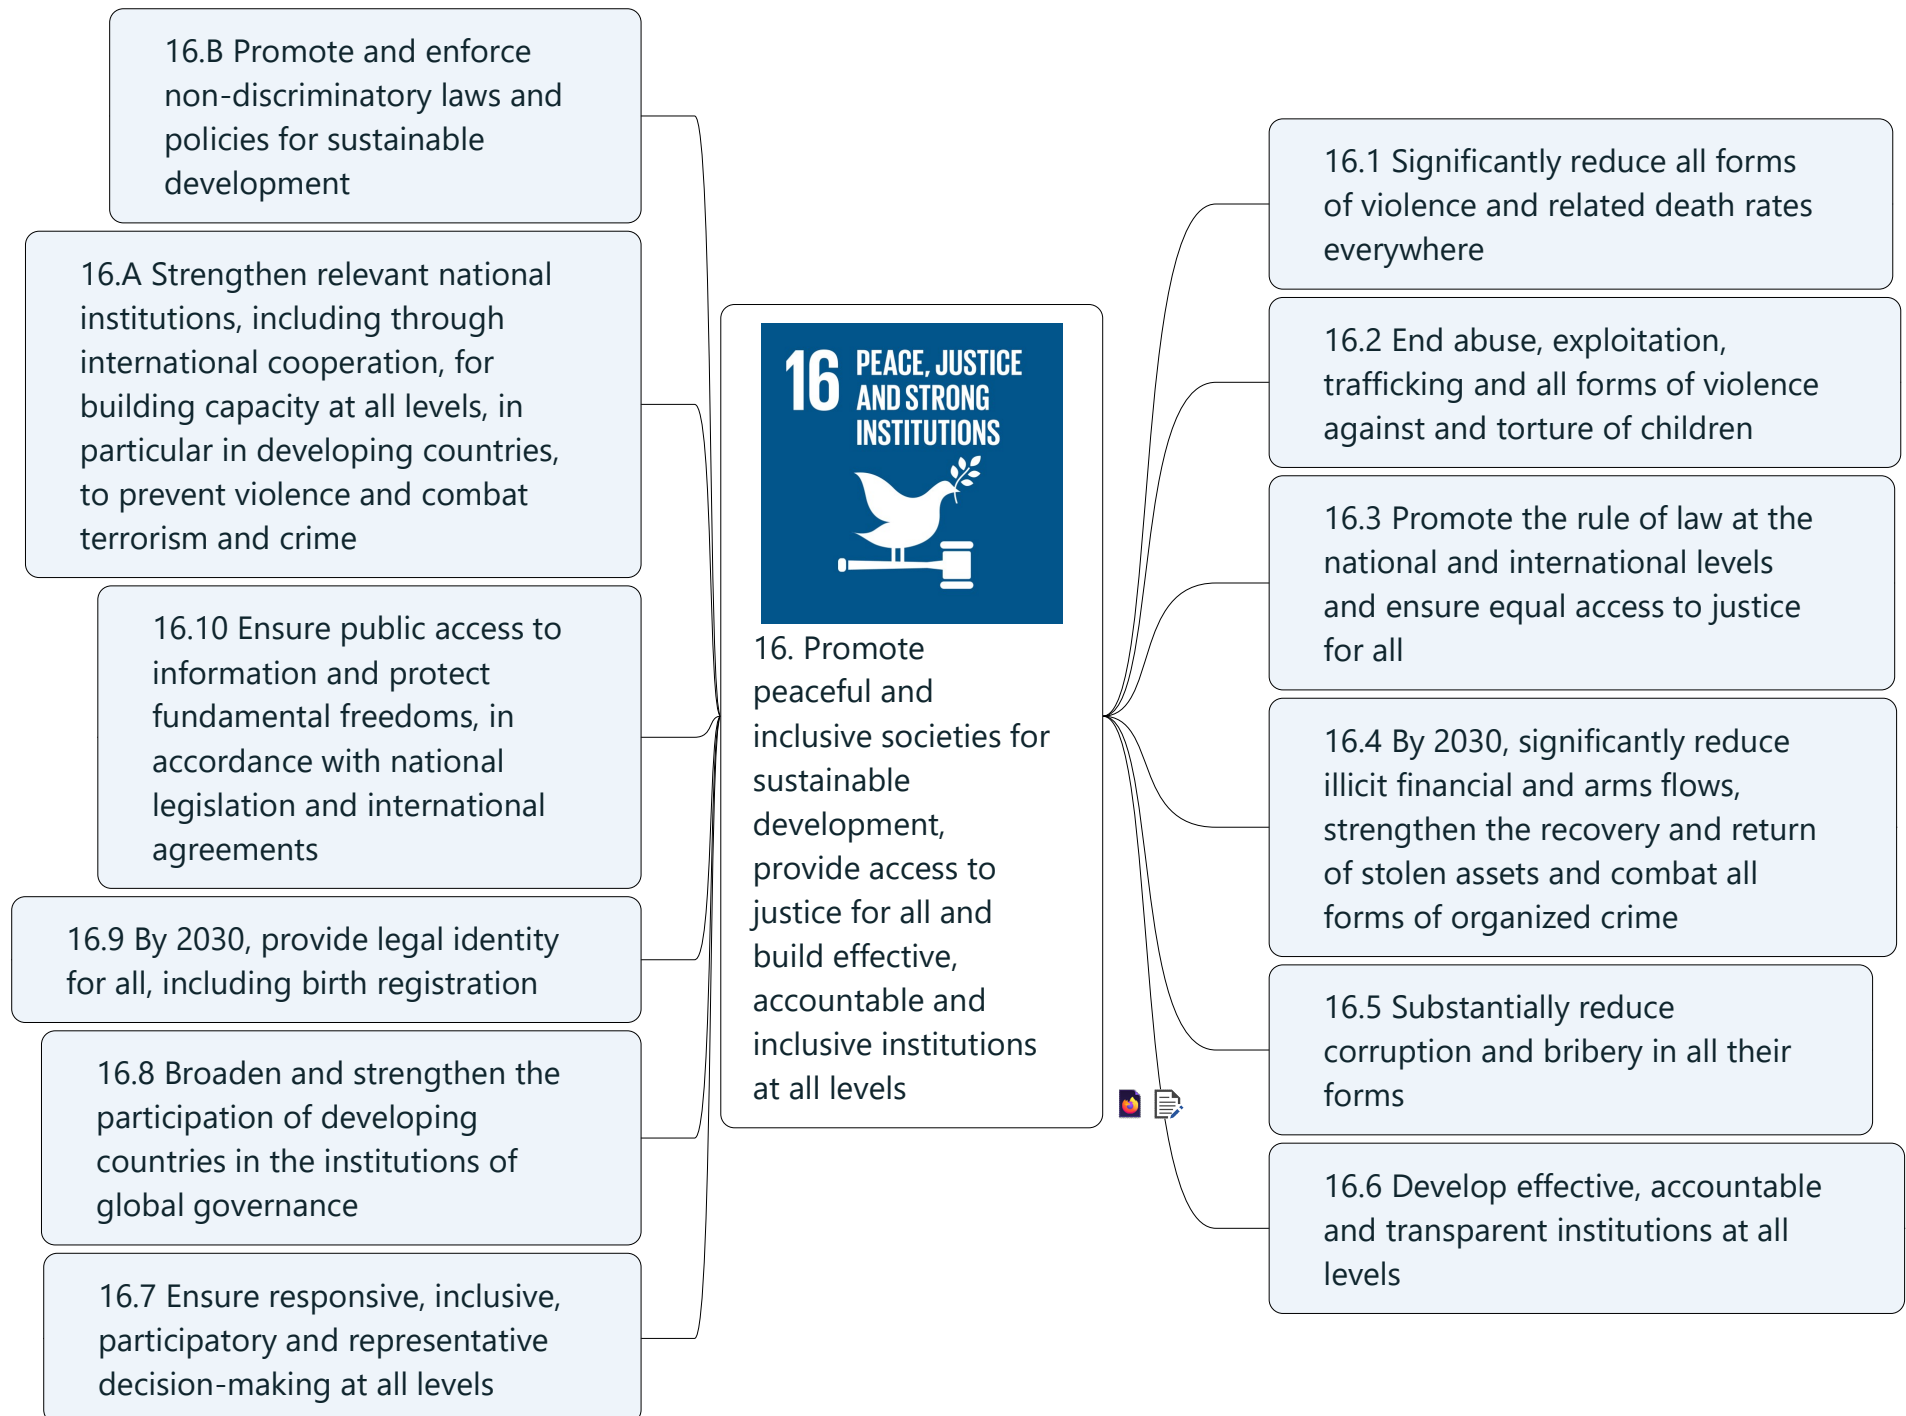 16.B Promote and enforce
non-discriminatory laws and
policies for sustainable
development
16.A Strengthen relevant national
institutions, including through
international cooperation, for
building capacity at all levels, in
particular in developing countries,
to prevent violence and combat
terrorism and crime
16.10 Ensure public access to
information and protect
fundamental freedoms, in
accordance with national
legislation and international
agreements
16.9 By 2030, provide legal identity
for all, including birth registration
16.8 Broaden and strengthen the
participation of developing
countries in the institutions of
global governance
16.7 Ensure responsive, inclusive,
participatory and representative
decision-making at all levels
16 PEACE, JUSTICE
AND STRONG
INSTITUTIONS
16. Promote
peaceful and
inclusive societies for
sustainable
development,
provide access to
justice for all and
build effective,
accountable and
inclusive institutions
at all levels
16.1 Significantly reduce all forms
of violence and related death rates
everywhere
16.2 End abuse, exploitation,
trafficking and all forms of violence
against and torture of children
16.3 Promote the rule of law at the
national and international levels
and ensure equal access to justice
for all
16.4 By 2030, significantly reduce
illicit financial and arms flows,
strengthen the recovery and return
of stolen assets and combat all
forms of organized crime
16.5 Substantially reduce
corruption and bribery in all their
forms
16.6 Develop effective, accountable
and transparent institutions at all
levels